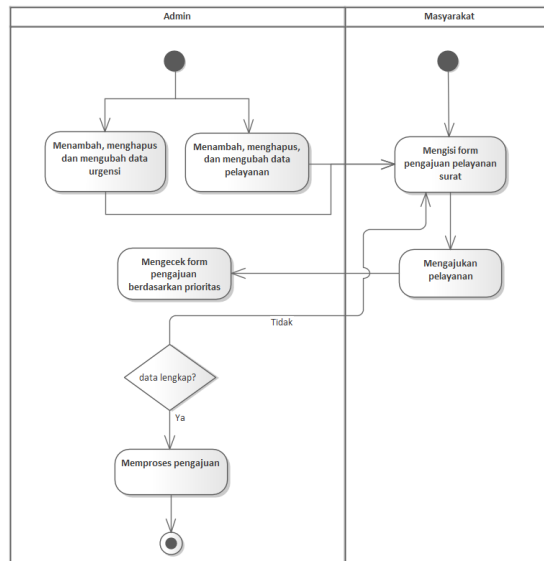 Admin
Masyarakat
Menambah, menghapus
dan mengubah data
urgensi
Menambah, menghapus,
dan mengubah data
pelayanan
Mengisi form
pengajuan pelayanan
surat
Mengecek form
pengajuan
berdasarkan prioritas
Mengajukan
pelayanan
Tidak
data lengkap?
Ya
Memproses pengajuan